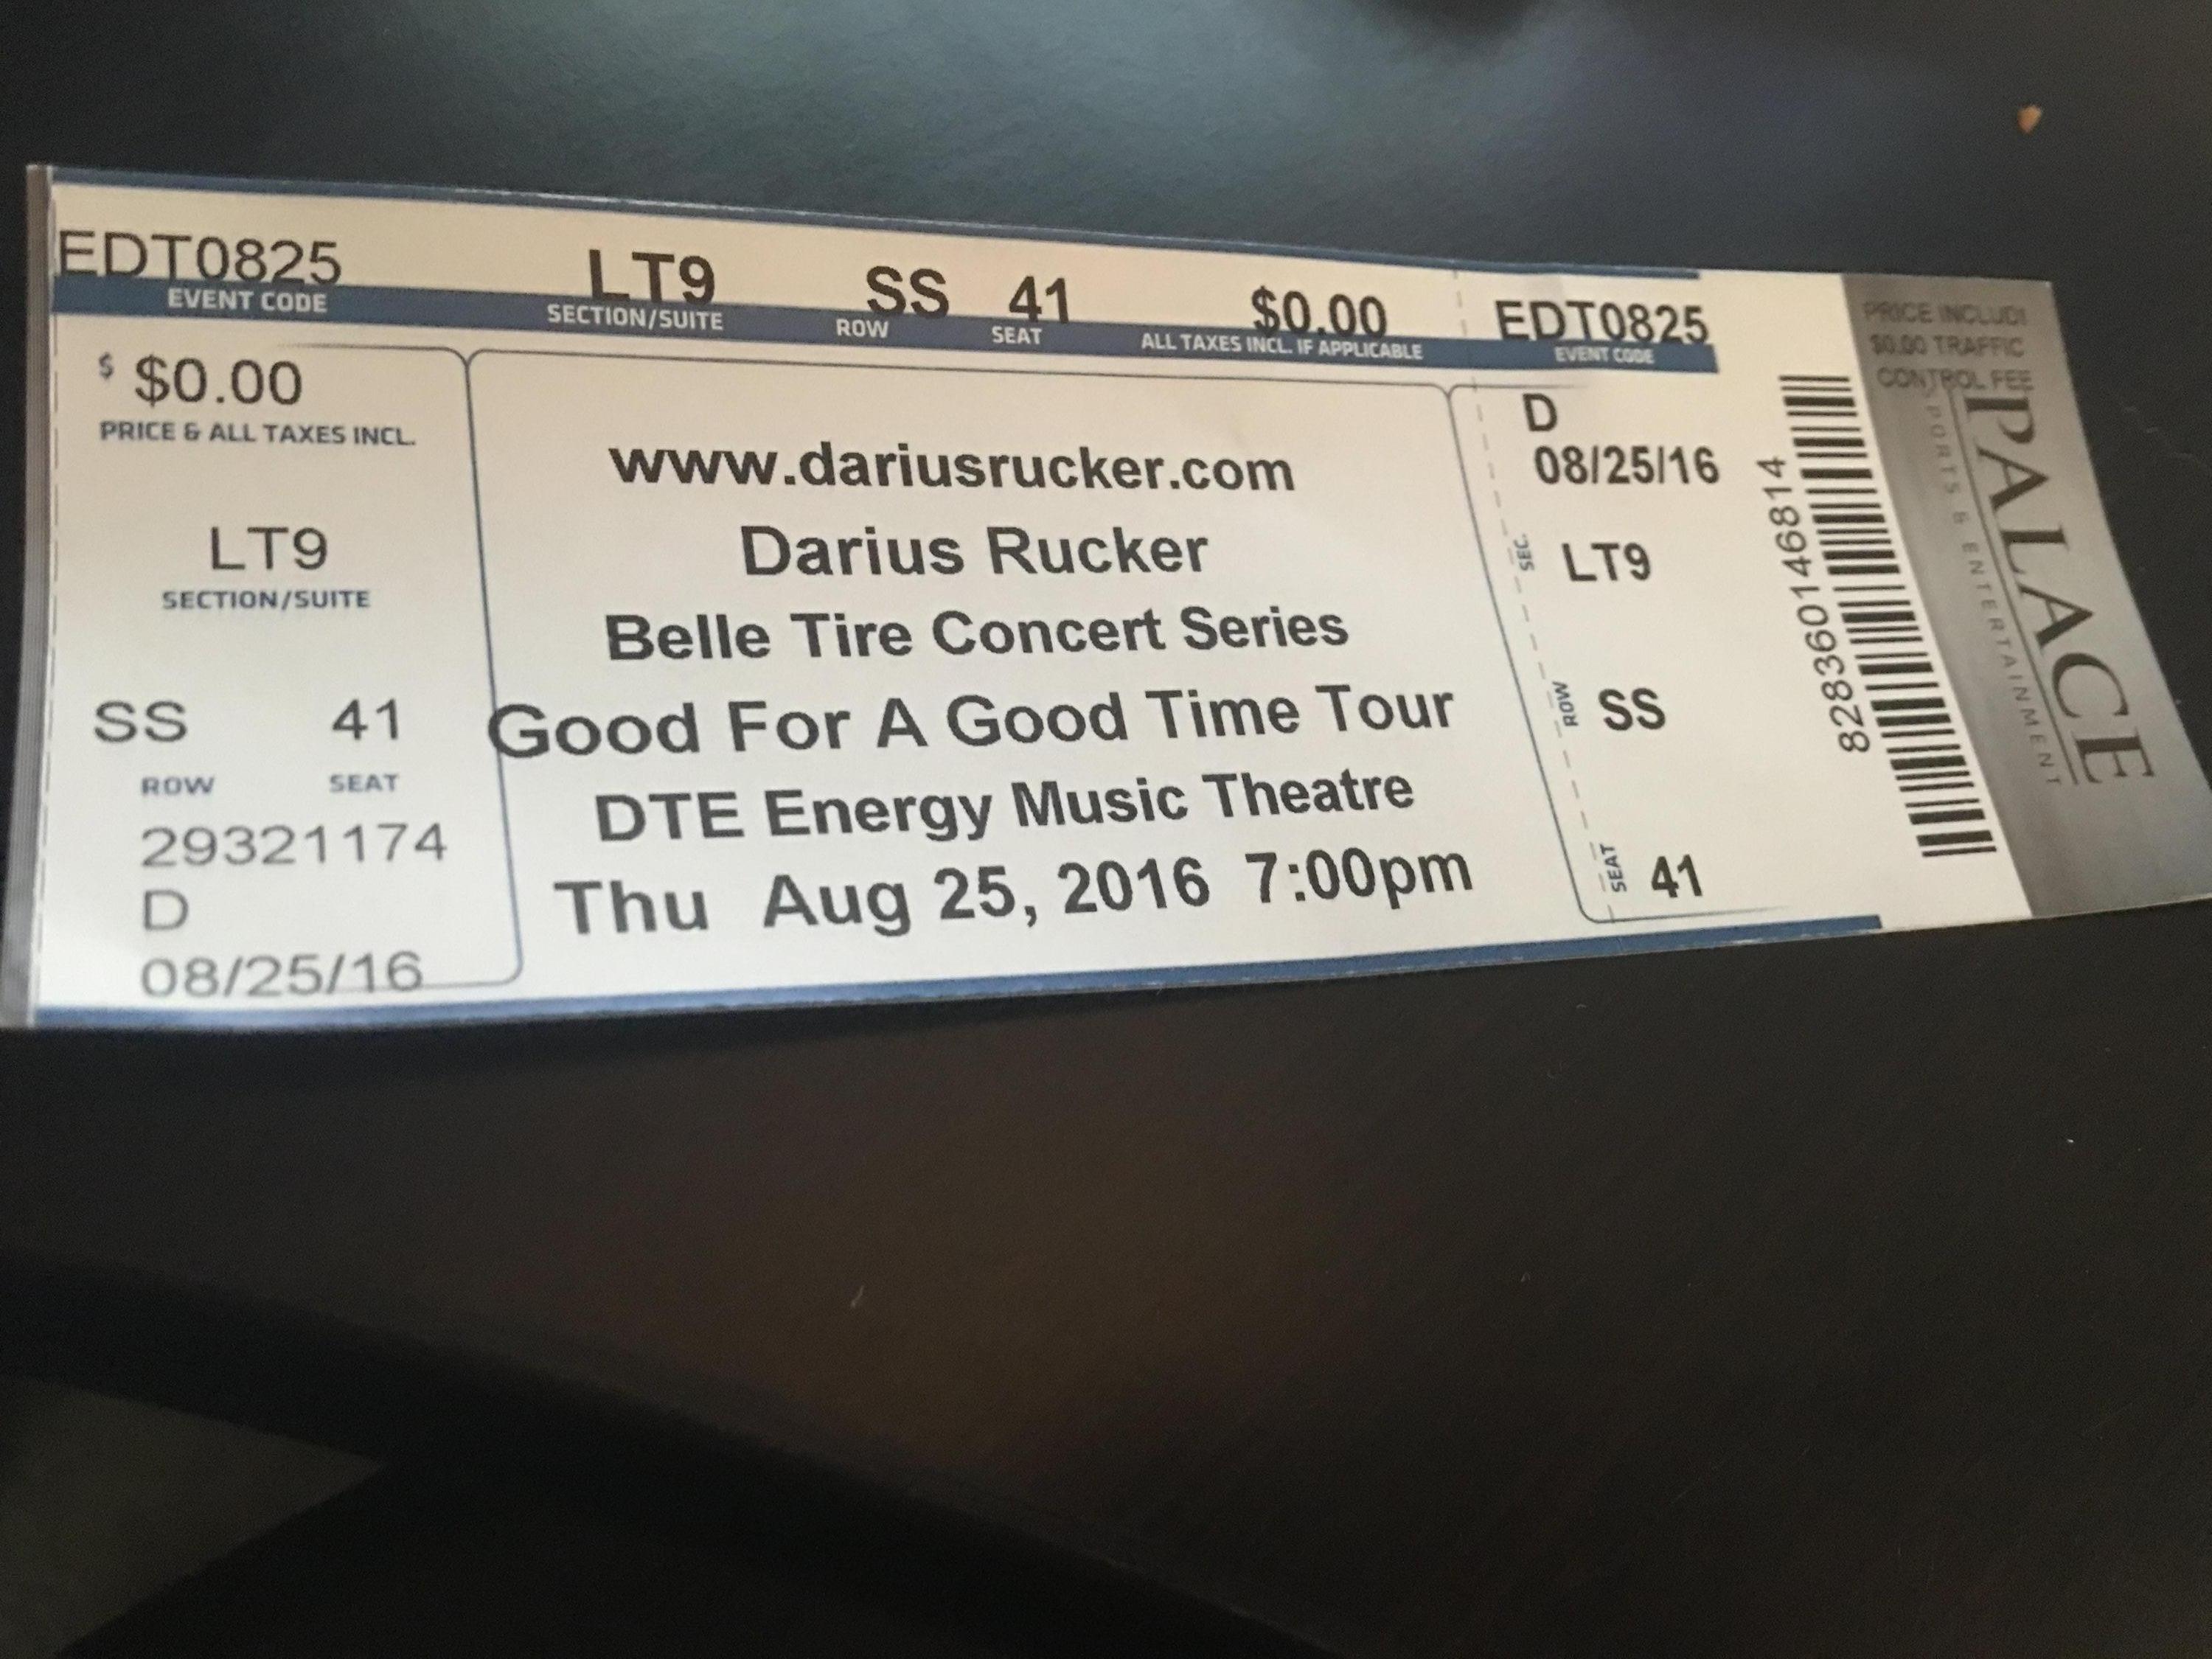 EDT0825 LT9 SS 41 $0.00 EDT0825
EVENT CODE SECTION/SUITE ROW SEAT ALL TAXES INCL. IF APPLICABLE EVENT CODE
$ $0.00
PRICE & ALL TAXES INCL.
LT9
SECTION/SUITE
SS 41
ROW SEAT
29321174
D
08/25/16
www.dariusrucker.com
Darius Rucker
Belle Tire Concert Series
Good For A Good Time Tour
DTE Energy Music Theatre
Thu Aug 25, 2016 7:00pm
D
08/25/16
SEC. LT9
ROW SS
SEAT 41
828360146814
PRICE INCLUDE
$0.00 TRAFFIC
CONTROL FEE
PALACE
SPORTS & ENTERTAINMENT